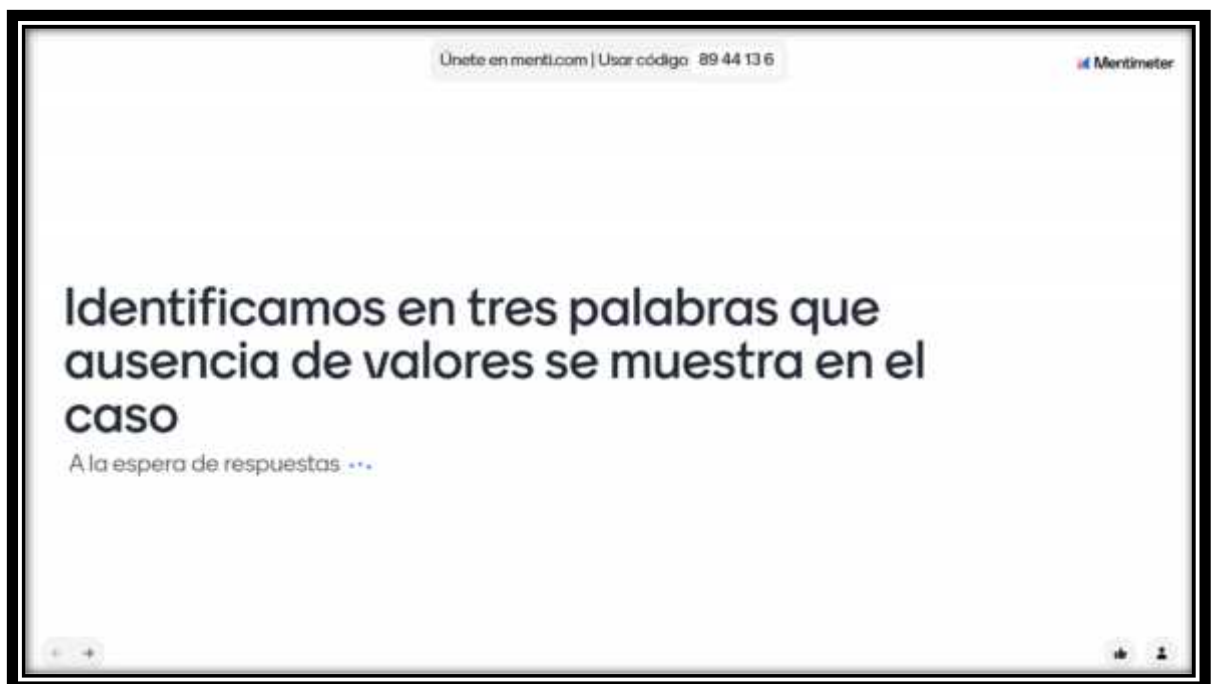 Únete en menti.com | Usar código 89 44 13 6
Mentimeter
Identificamos en tres palabras que
ausencia de valores se muestra en el
caso
A la espera de respuestas